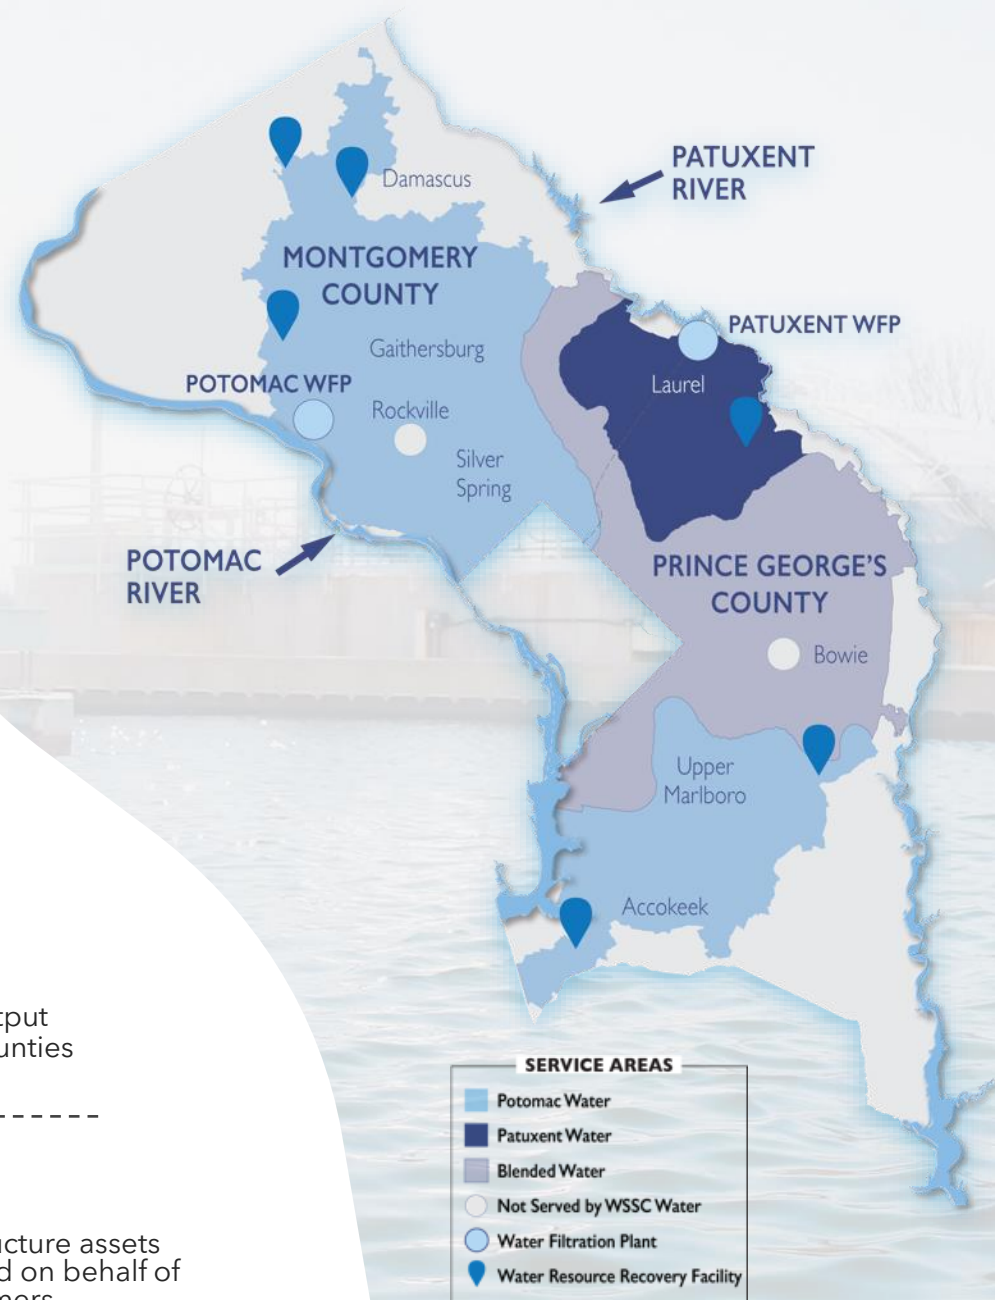 PATUXENT
RIVER
Damascus
MONTGOMERY
COUNTY
PATUXENT WFP
Gaithersburg
Laurel
POTOMAC WFP
Rockville
Silver
Spring
POTOMAC
RIVER
PRINCE GEORGE'S
COUNTY
Bowie
Upper
Marlboro
Accokeek
tput
unties
SERVICE AREAS
Potomac Water
Patuxent Water
Blended Water
Not Served by WSSC Water
Water Filtration Plant
Water Resource Recovery Facility
ucture assets
d on behalf of